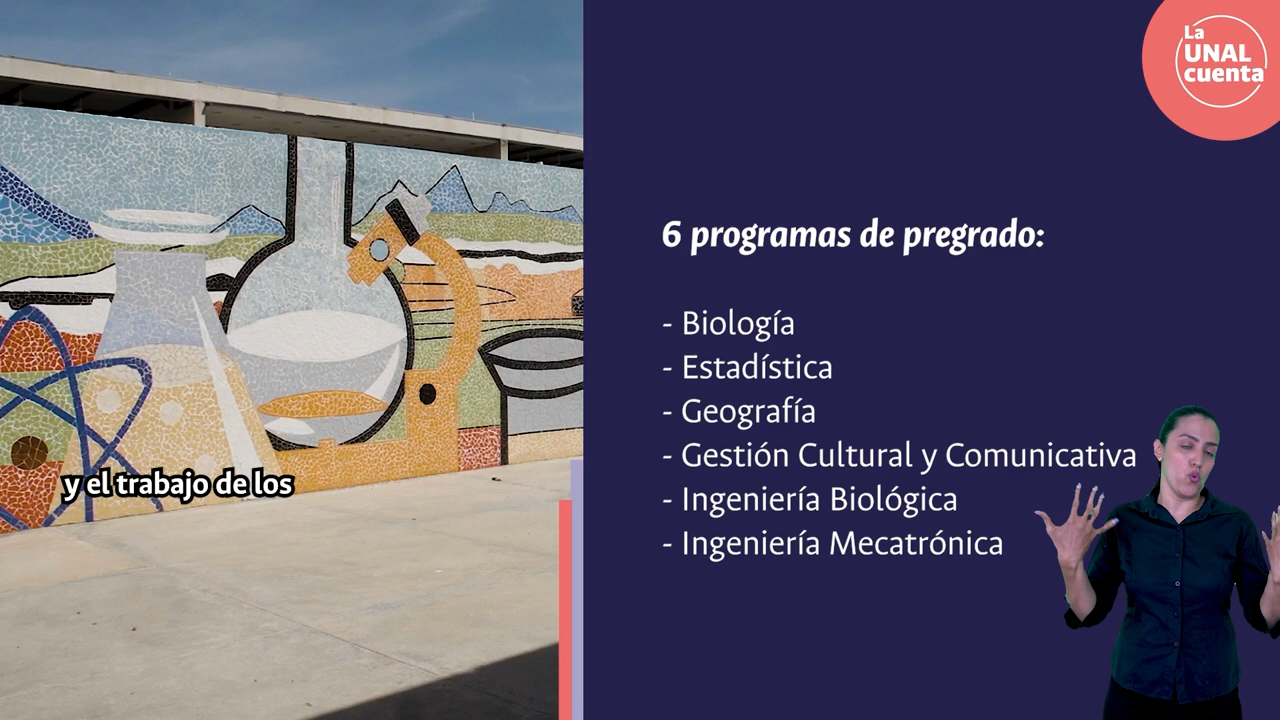 La
UNAL
cuenta
6 programas de pregrado:
- Biología
- Estadística
- Geografía
- Gestión Cultural y Comunicativa
- Ingeniería Biológica
- Ingeniería Mecatrónica
y el trabajo de los